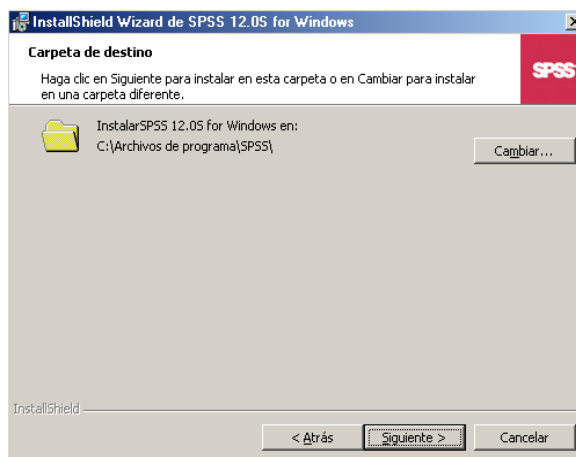 InstallShield Wizard de SPSS 12.0S for Windows
Carpeta de destino
Haga clic en Siguiente para instalar en esta carpeta o en Cambiar para instalar
en una carpeta diferente.
SPSS
InstalarSPSS 12.0S for Windows en:
C:\Archivos de programa\SPSS\
Cambiar...
InstallShield
< Atrás
Siguiente >
Cancelar